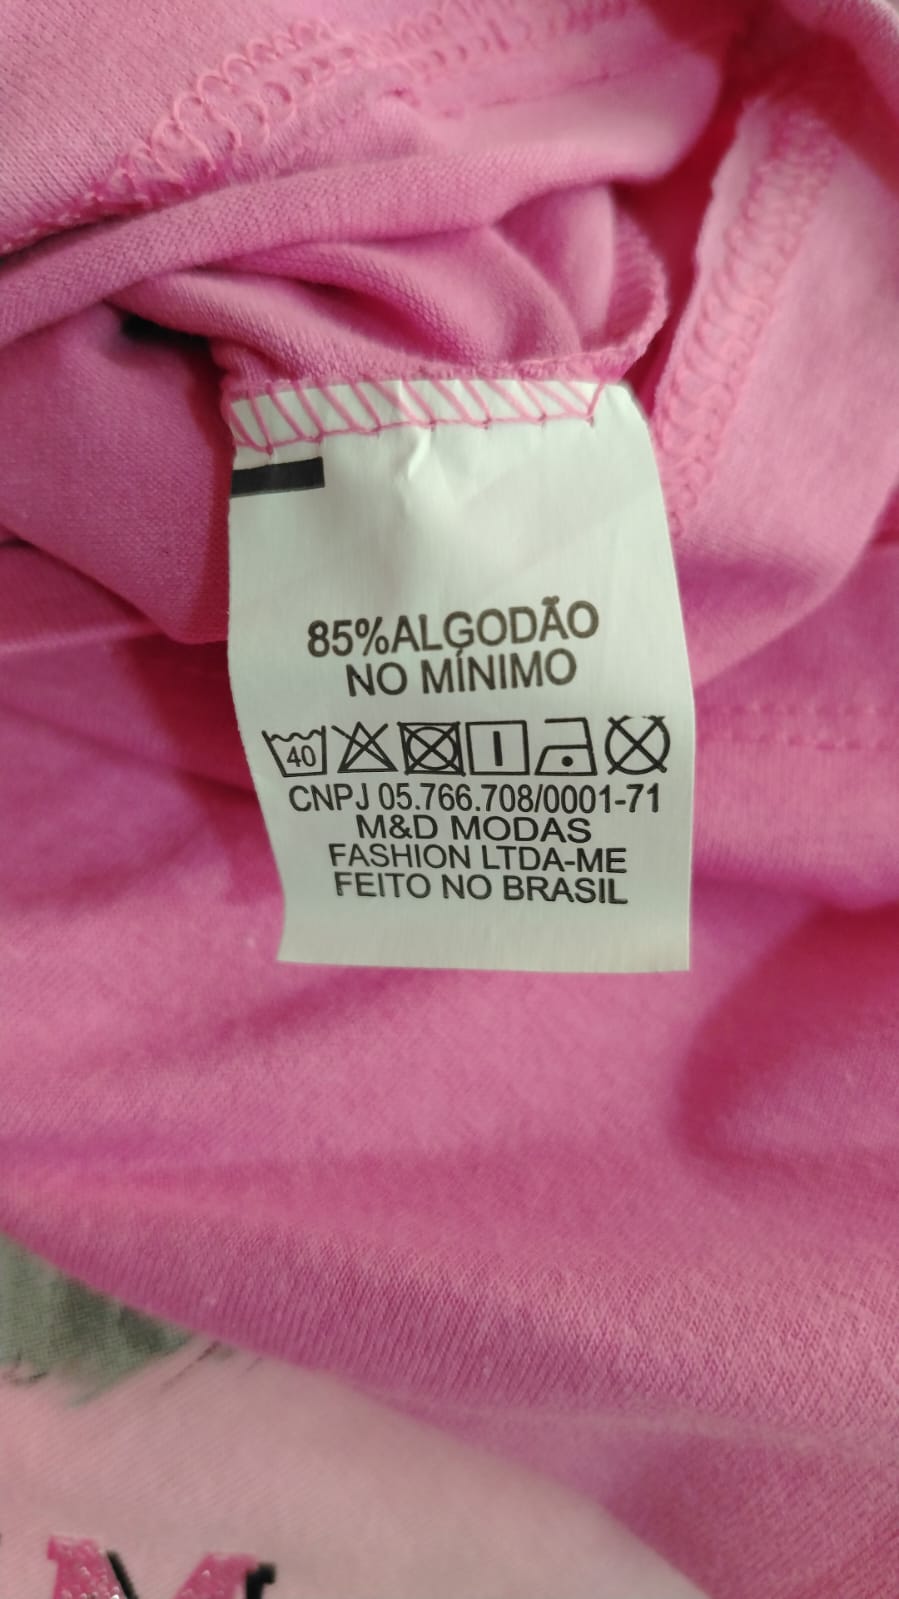 85%ALGODÃO
NO MÍNIMO
40
CNPJ 05.766.708/0001-71
M&D MODAS
FASHION LTDA-ME
FEITO NO BRASIL
M